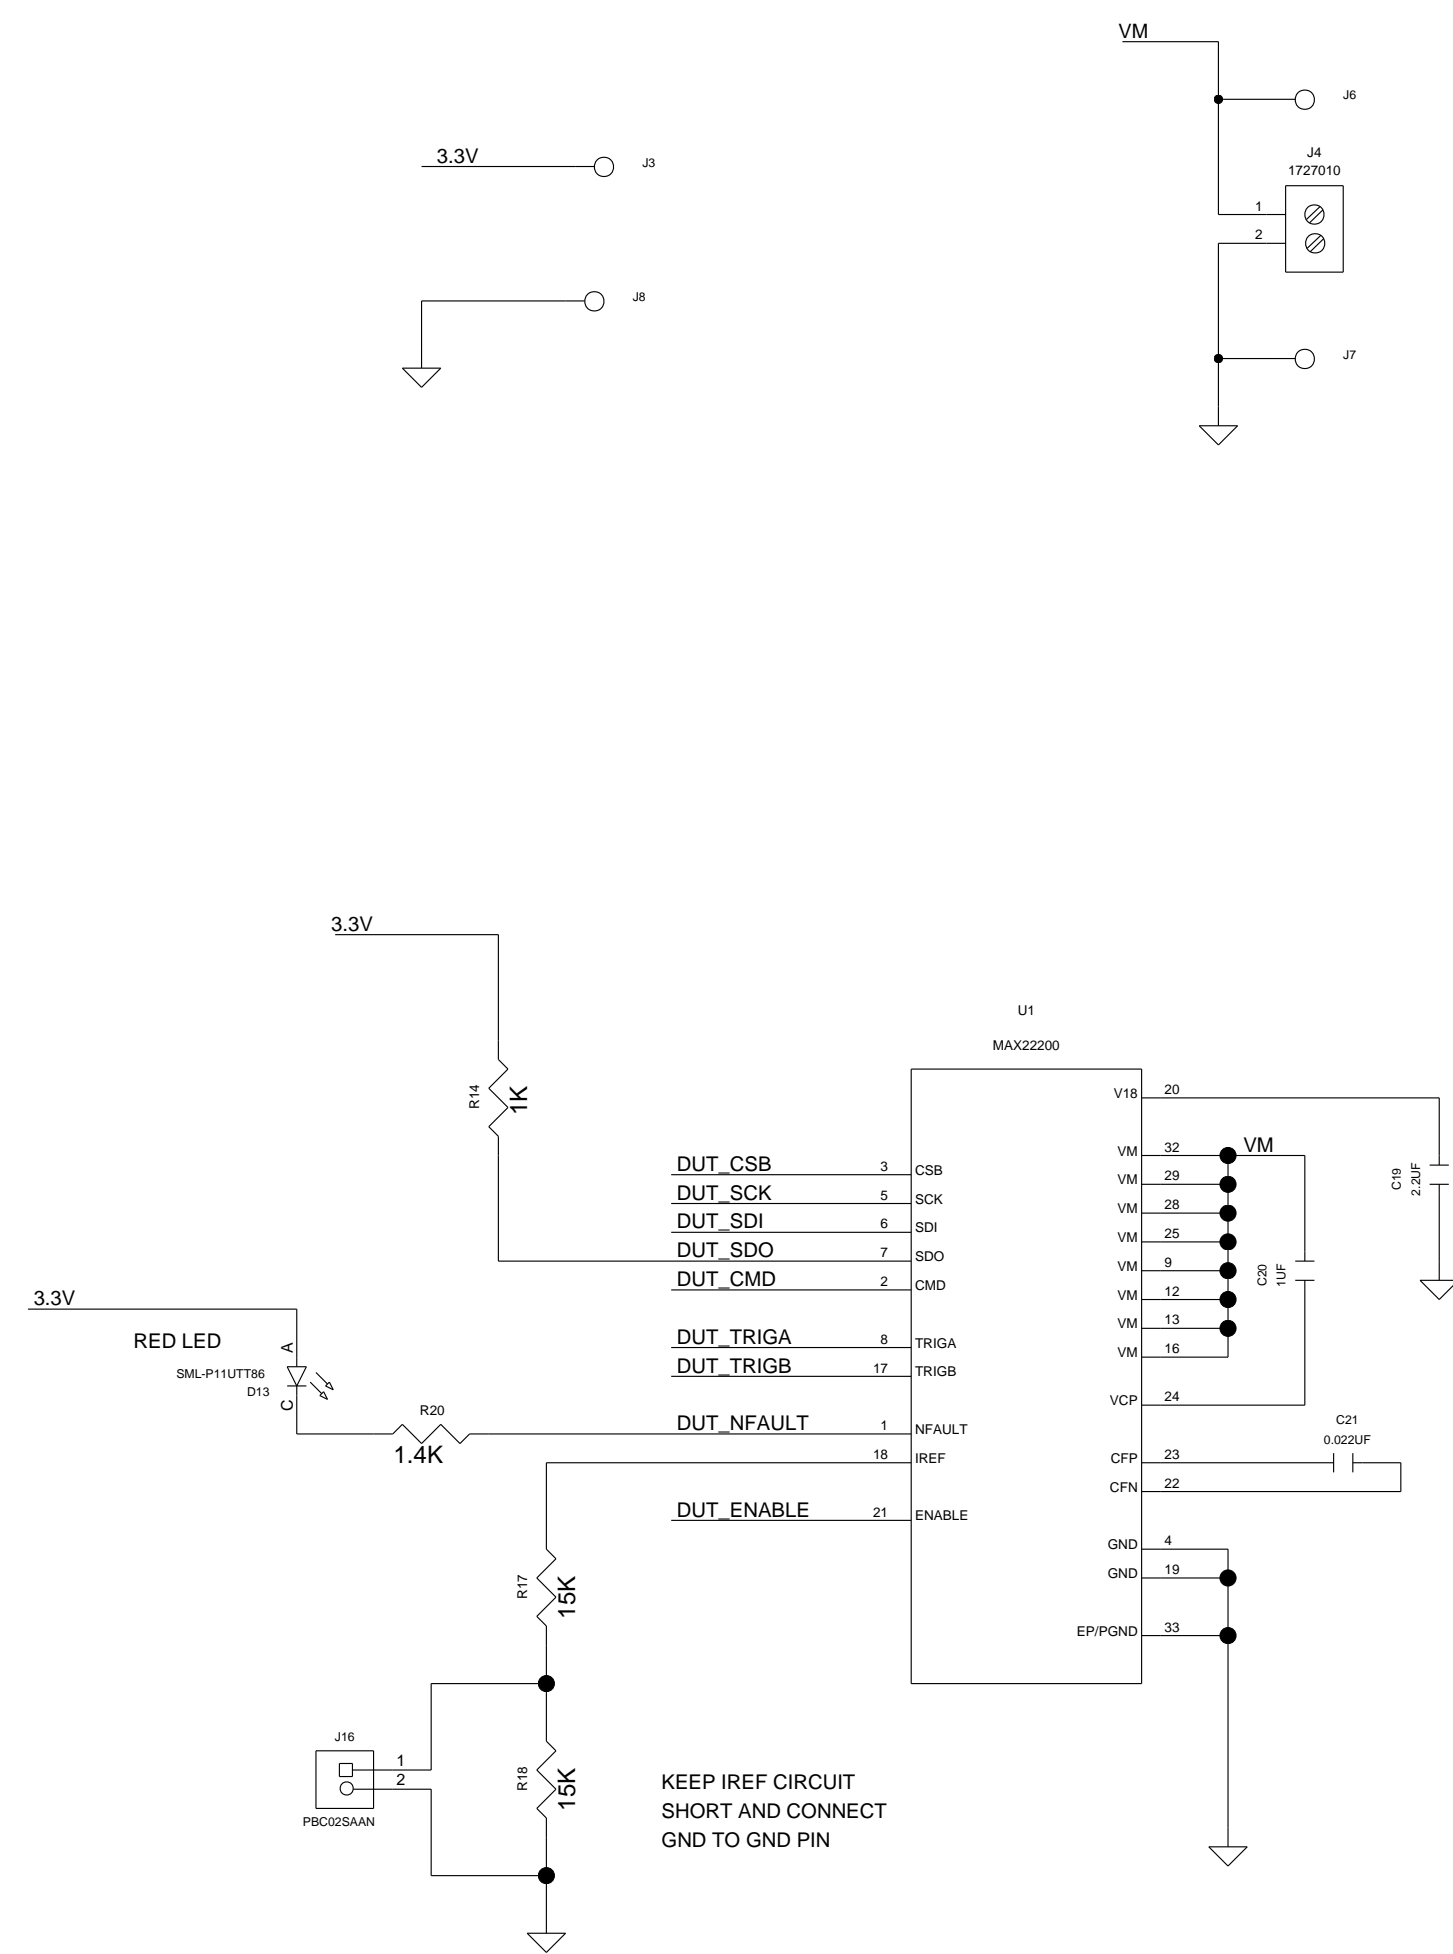 VM
J6
3.3V
J3
J4
1727010
1
2
J8
J7
3.3V
U1
MAX22200
R14
1K
V18 20
DUT_CSB 3 CSB
DUT_SCK 5 SCK
DUT_SDI 6 SDI
DUT_SDO 7 SDO
DUT_CMD 2 CMD
DUT_TRIGA 8 TRIGA
DUT_TRIGB 17 TRIGB
DUT_NFAULT 1 NFAULT
18 IREF
DUT_ENABLE 21 ENABLE
VM 32 VM
VM 29
VM 28
VM 25
VM 9
VM 12
VM 13
VM 16
VCP 24
CFP 23
CFN 22
GND 4
GND 19
EP/PGND 33
C19
2.2UF
C20
1UF
C21
0.022UF
3.3V
RED LED
A
SML-P11UTT86
D13
C
R20
1.4K
R17
15K
J16
1
2
PBC02SAAN
R18
15K
KEEP IREF CIRCUIT
SHORT AND CONNECT
GND TO GND PIN